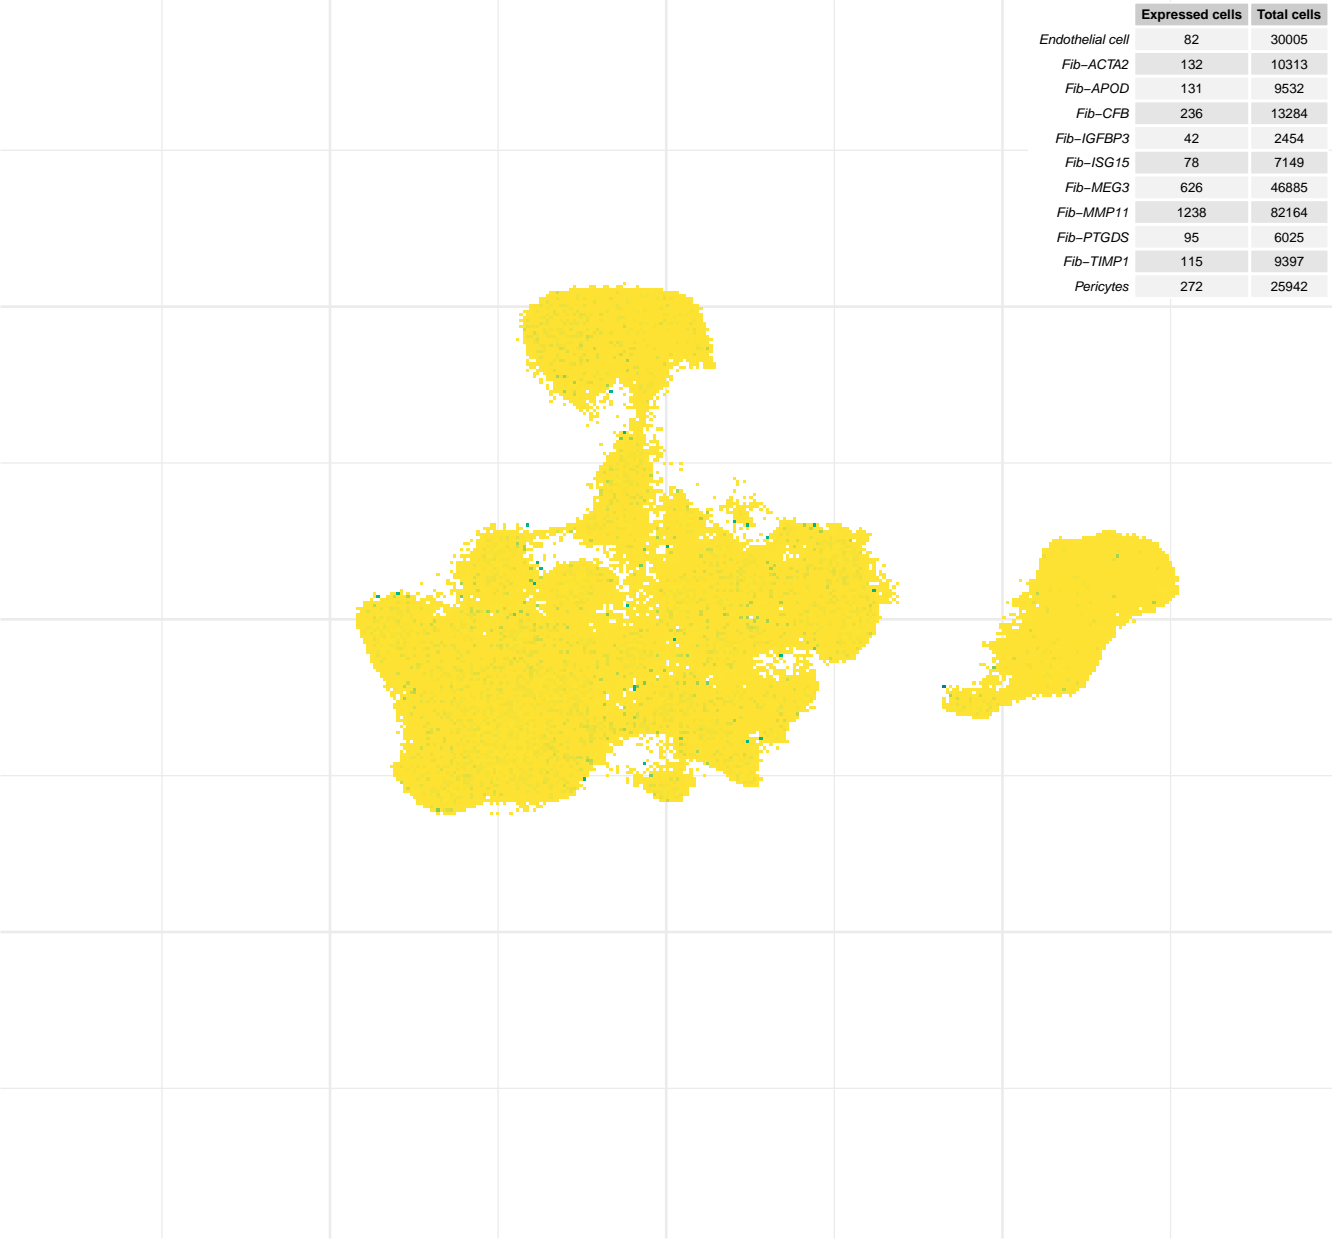 Expressed cells Total cells
Endothelial cell 82 30005
Fib−ACTA2 132 10313
Fib−APOD 131 9532
Fib−CFB 236 13284
Fib−IGFBP3 42 2454
Fib−ISG15 78 7149
Fib−MEG3 626 46885
Fib−MMP11 1238 82164
Fib−PTGDS 95 6025
Fib−TIMP1 115 9397
Pericytes 272 25942